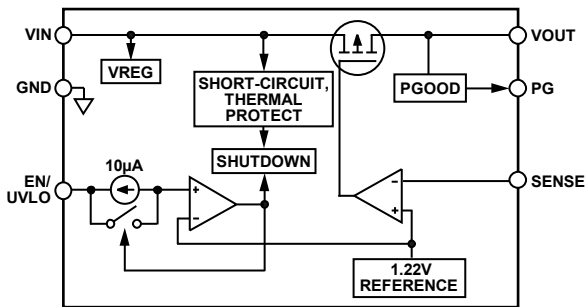 VIN
VOUT
VREG
GND
SHORT-CIRCUIT,
THERMAL
PROTECT
PGOOD
PG
10µA
SHUTDOWN
EN/
UVLO
SENSE
+
−
−
+
1.22V
REFERENCE